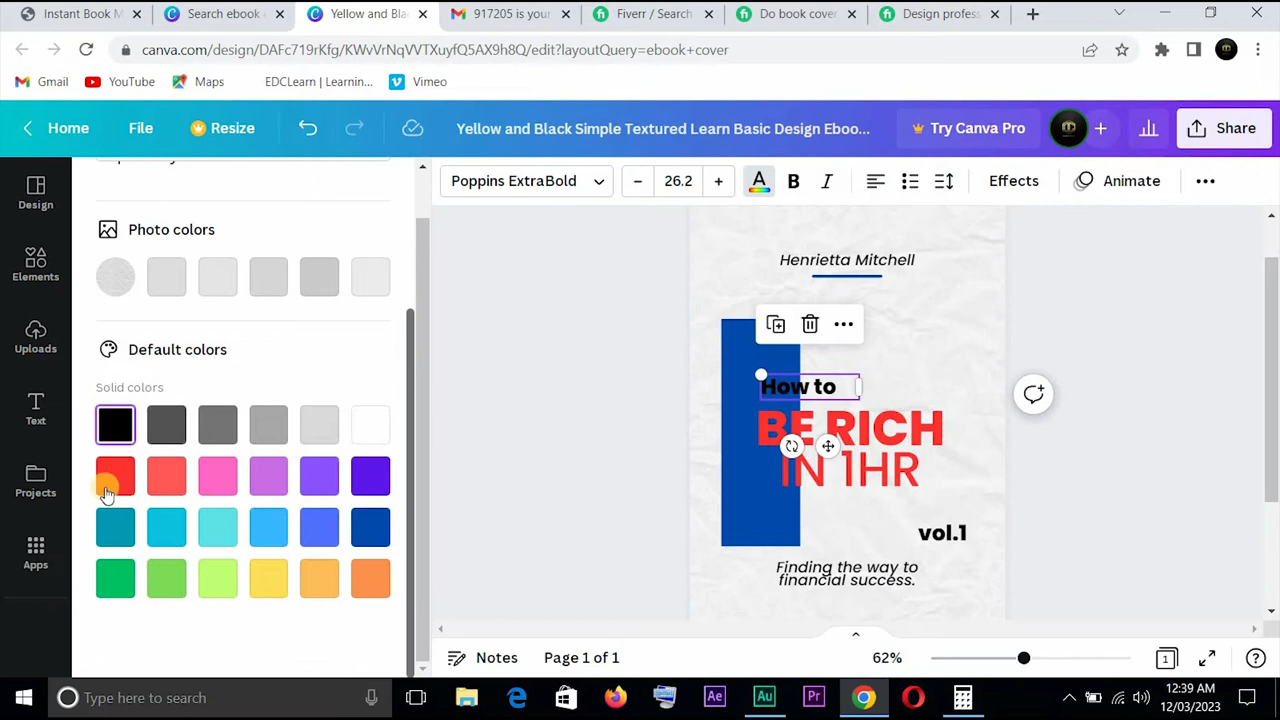 Instant Book M
Search ebook
Yellow and Bla
917205 is your
Fiverr / Search
Do book cover
Design profess
canva.com/design/DAFc719rKfg/KWvVrNqVVTXuyfQ5AX9h8Q/edit?layoutQuery=ebook+cover
Gmail
YouTube
Maps
EDCLearn | Learnin...
Vimeo
Home
File
Resize
Yellow and Black Simple Textured Learn Basic Design Eboo...
Try Canva Pro
Share
Design
Elements
Uploads
Text
Projects
Apps
Photo colors
Default colors
Solid colors
Poppins ExtraBold
26.2
A
B
I
Effects
Animate
Henrietta Mitchell
How to
BE RICH
IN 1HR
vol.1
Finding the way to
financial success.
Notes
Page 1 of 1
62%
1
Type here to search
Ae
Au
Pr
12:39 AM
12/03/2023